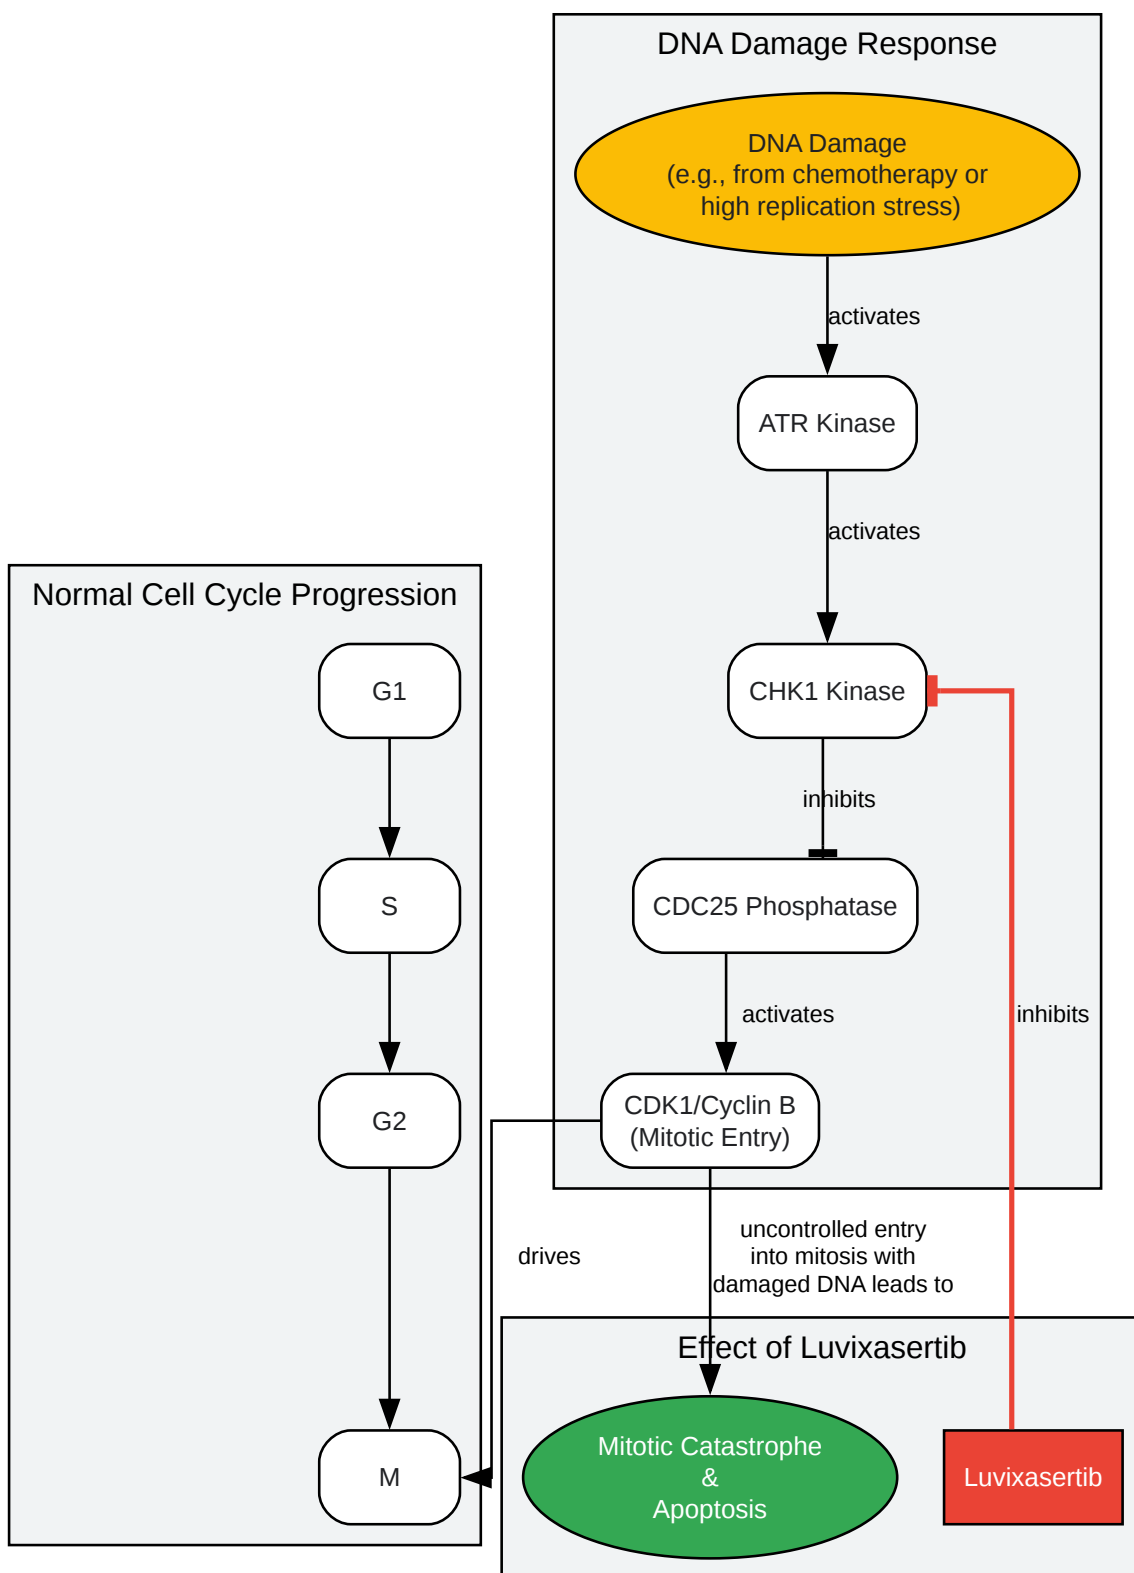 DNA Damage Response
DNA Damage
(e.g., from chemotherapy or
high replication stress)
activates
ATR Kinase
activates
CHK1 Kinase
inhibits
CDC25 Phosphatase
activates
inhibits
CDK1/Cyclin B
(Mitotic Entry)
Normal Cell Cycle Progression
G1
S
G2
M
drives
uncontrolled entry
into mitosis with
damaged DNA leads to
Effect of Luvixasertib
Mitotic Catastrophe
&
Apoptosis
Luvixasertib